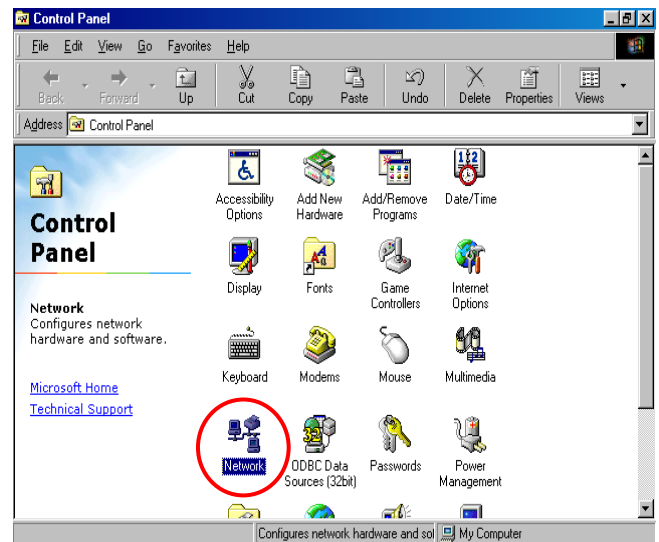 Control Panel
File Edit View Go Favorites Help
Back Forward Up Cut Copy Paste Undo Delete Properties Views
Address Control Panel
Control
Panel
Network
Configures network
hardware and software.
Microsoft Home
Technical Support
Accessibility
Options
Add New
Hardware
Add/Remove
Programs
12
Date/Time
Display
Fonts
Game
Controllers
Internet
Options
Keyboard
Modems
Mouse
Multimedia
Network
32
ODBC Data
Sources (32bit)
Passwords
Power
Management
Configures network hardware and sol
My Computer